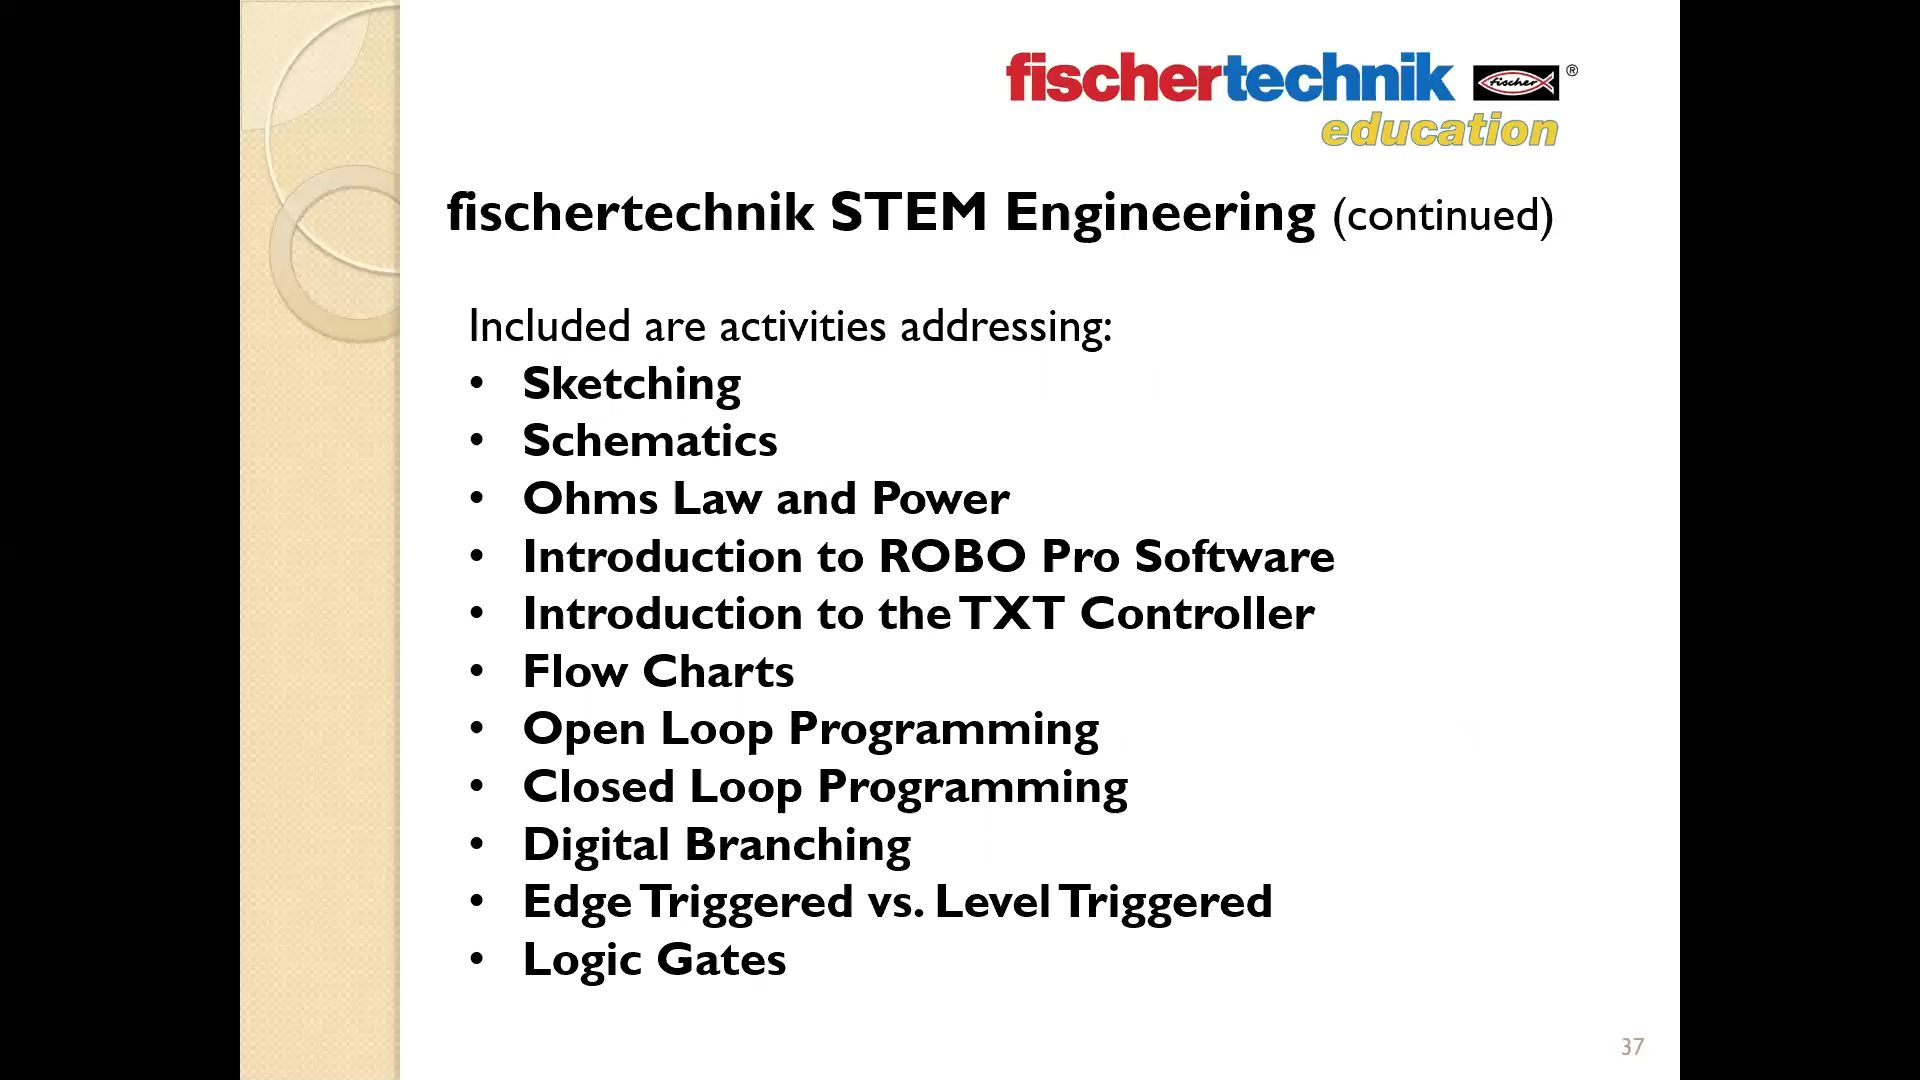 fischertechnik fischer ®
education
fischertechnik STEM Engineering (continued)
Included are activities addressing:
• Sketching
• Schematics
• Ohms Law and Power
• Introduction to ROBO Pro Software
• Introduction to the TXT Controller
• Flow Charts
• Open Loop Programming
• Closed Loop Programming
• Digital Branching
• Edge Triggered vs. Level Triggered
• Logic Gates
37